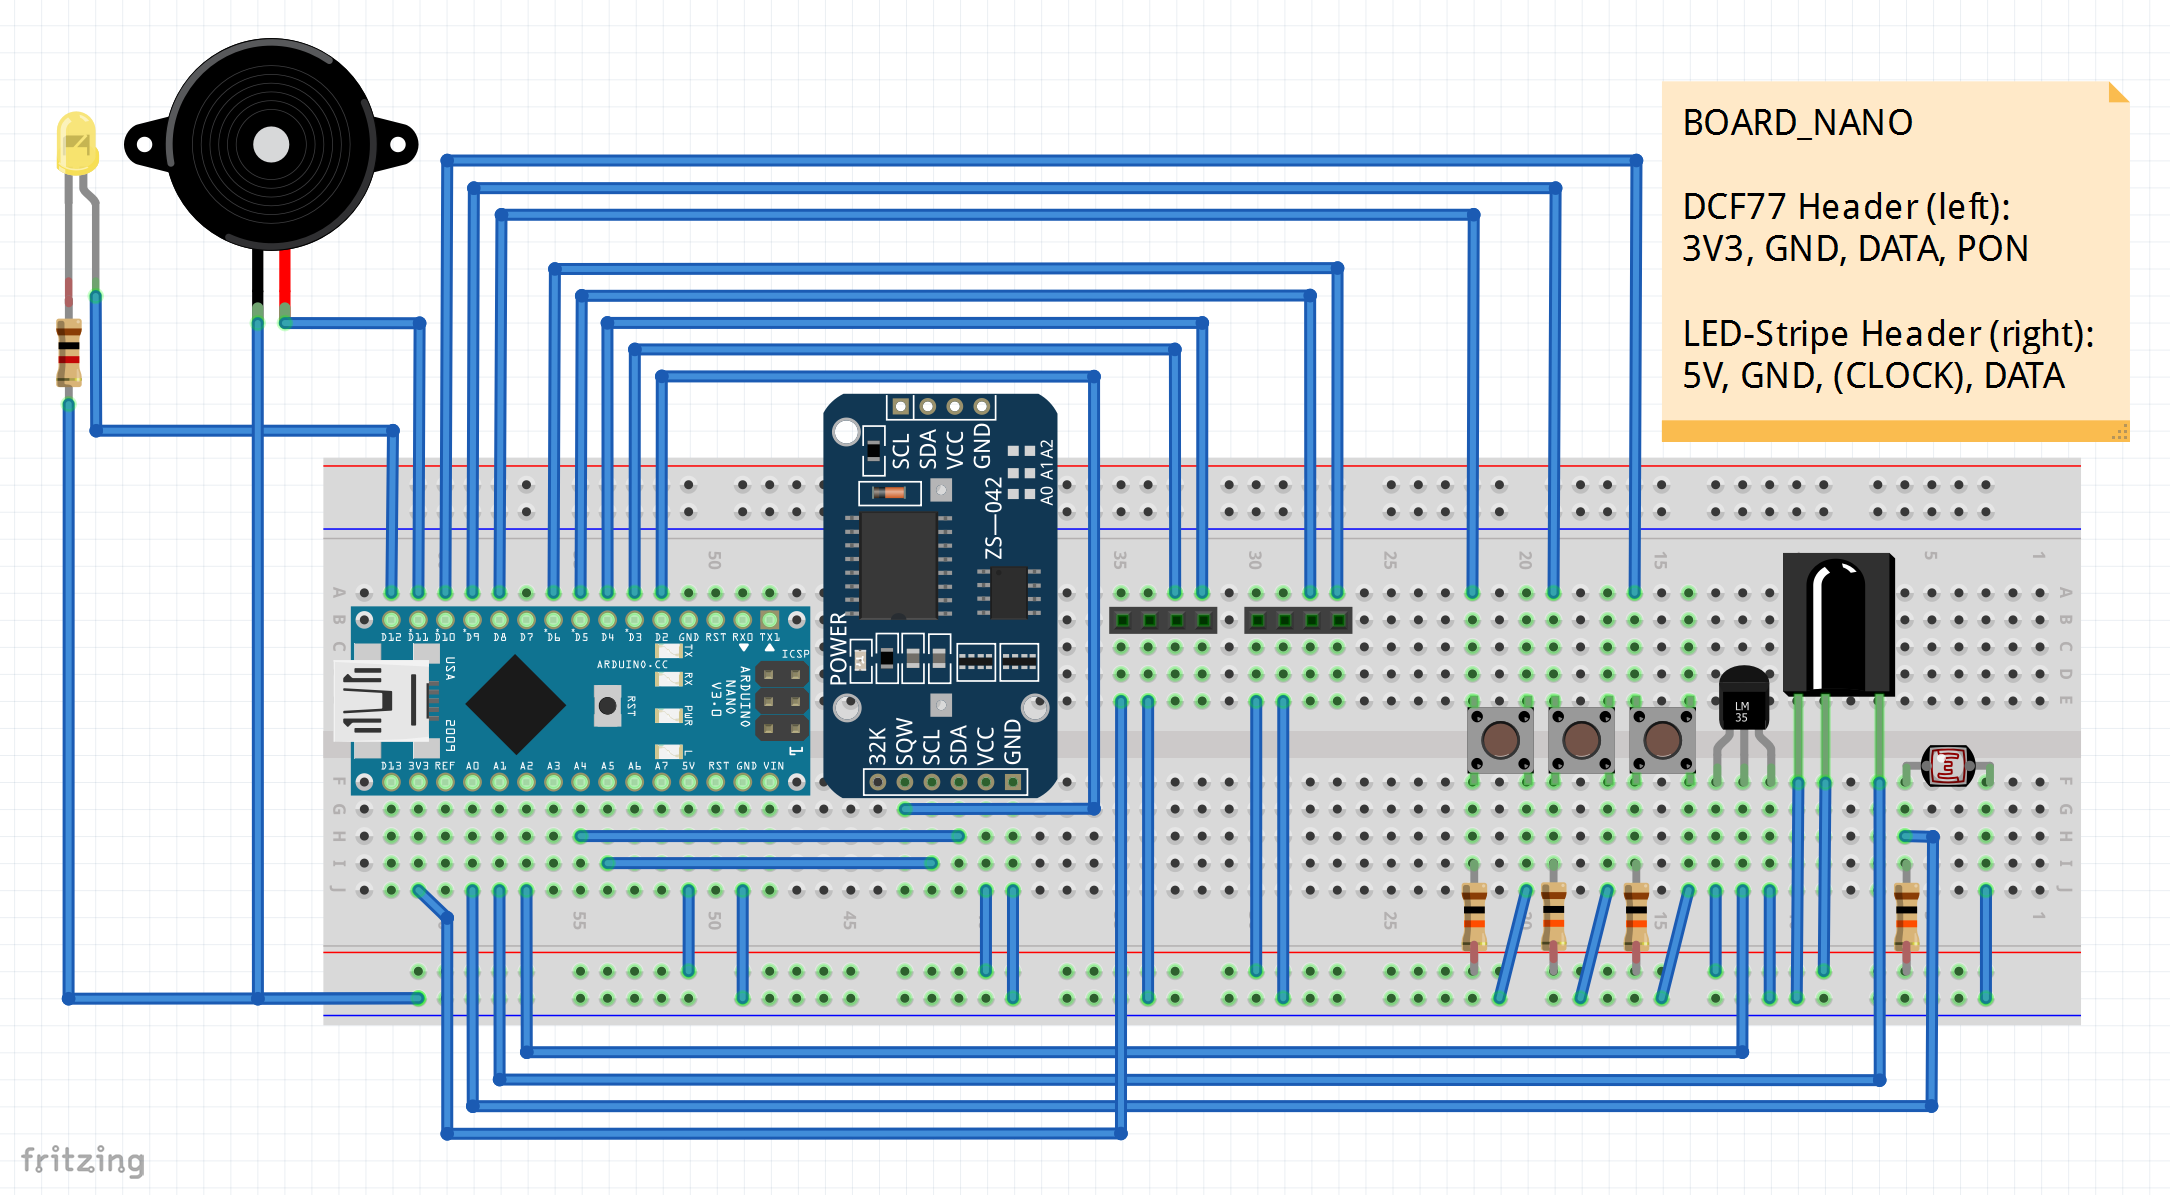 BOARD_NANO
DCF77 Header (left):
3V3, GND, DATA, PON
LED-Stripe Header (right):
5V, GND, (CLOCK), DATA
SCL SDA VCC GND
A0 A1 A2
ZS-042
POWER
32K SQW SCL SDA VCC GND
50 35 30 25 20 15 5 1
A A
B B
C C
D D
E E
F F
G G
H H
I I
J J
D12 D11 D10 D9 D8 D7 D6 D5 D4 D3 D2 GND RST RX0 TX1
TX
RX
PWR
L
ICSP
ARDUINO.CC
USA
2009
RST
ARDUINO
NANO
V3.0
1
D13 3V3 REF A0 A1 A2 A3 A4 A5 A6 A7 5V RST GND VIN
LM
35
55 50 45 25 15 1
fritzing